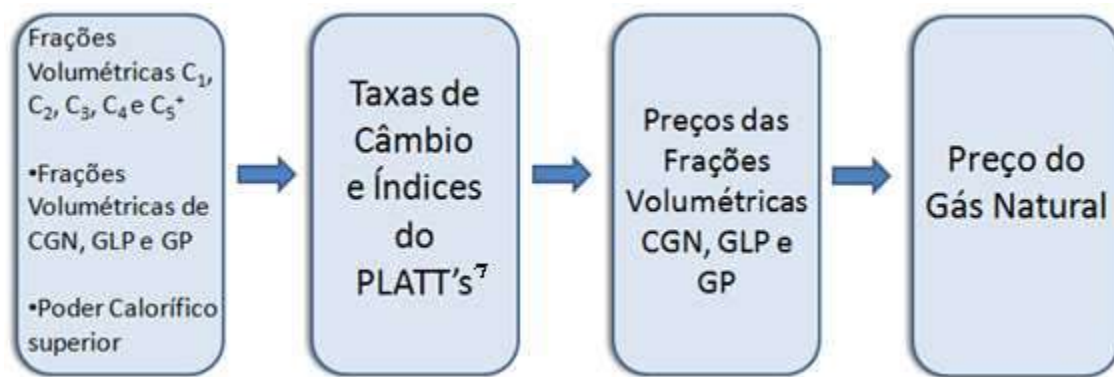 Frações
Volumétricas C₁,
C₂, C₃, C₄ e C₅⁺
•Frações
Volumétricas de
CGN, GLP e GP
•Poder Calorífico
superior
Taxas de
Câmbio
e Índices
do
PLATT's⁷
Preços das
Frações
Volumétricas
CGN, GLP e
GP
Preço do
Gás Natural